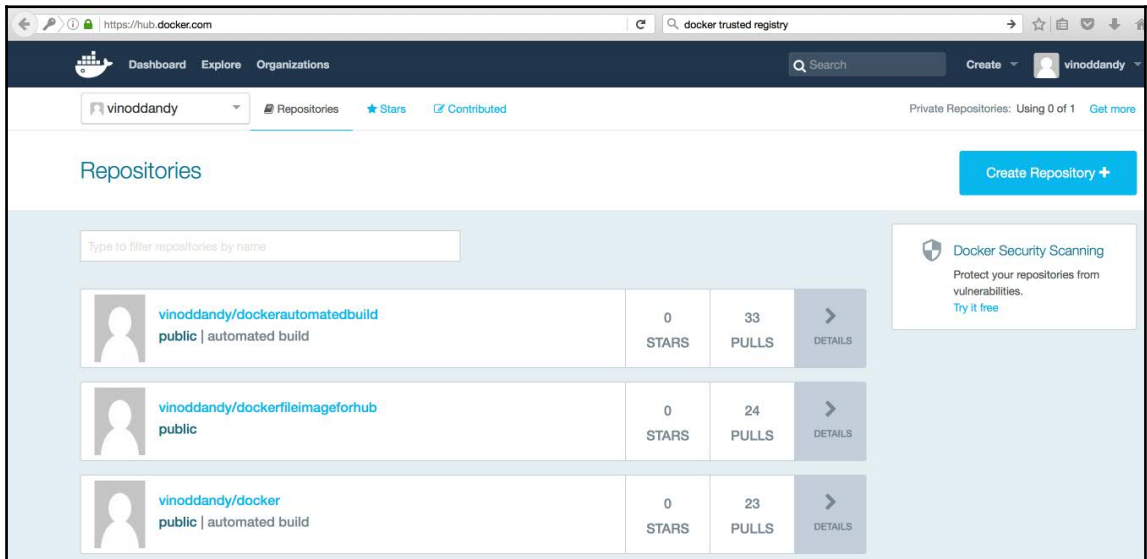 https://hub.docker.com
docker trusted registry
Dashboard Explore Organizations
Search
Create
vinoddandy
vinoddandy
Repositories
Stars
Contributed
Private Repositories: Using 0 of 1 Get more
Repositories
Create Repository +
Type to filter repositories by name
Docker Security Scanning
Protect your repositories from
vulnerabilities.
Try it free
vinoddandy/dockerautomatedbuild
public | automated build
0
STARS
33
PULLS
DETAILS
vinoddandy/dockerfileimageforhub
public
0
STARS
24
PULLS
DETAILS
vinoddandy/docker
public | automated build
0
STARS
23
PULLS
DETAILS